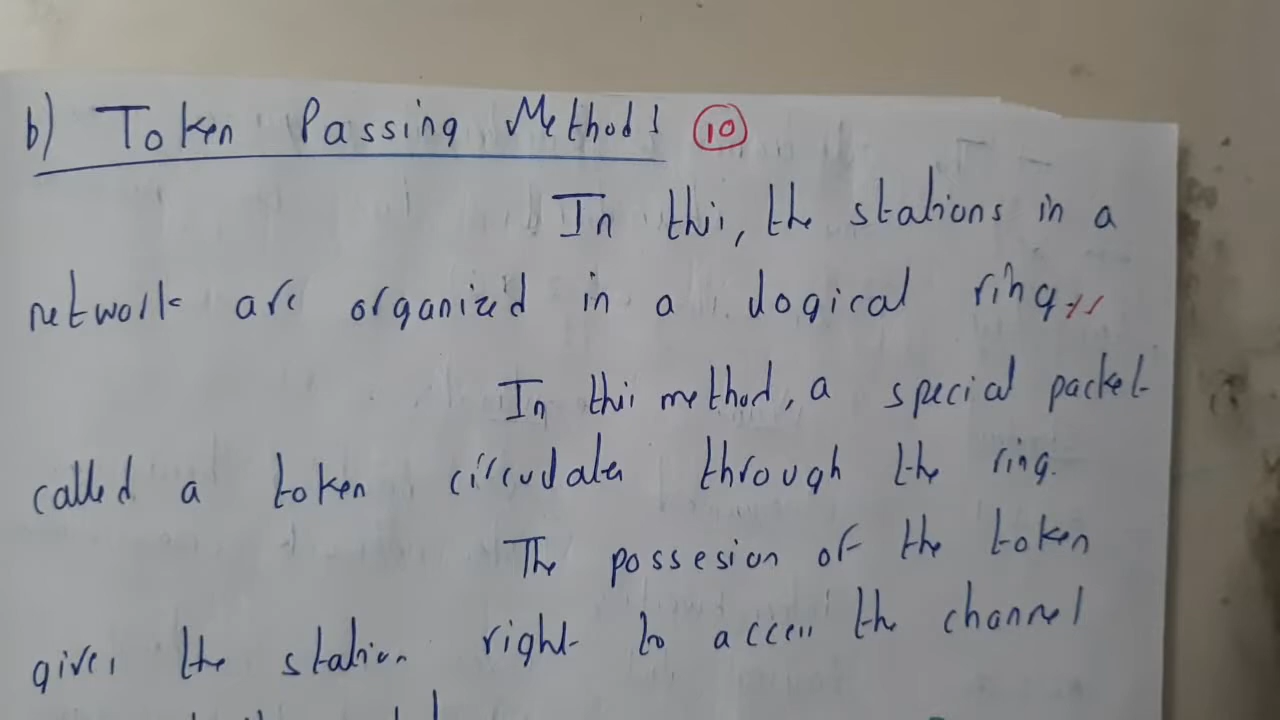 b) Token Passing Method: 10
In this, the stations in a
network are organized in a logical ring.
In this method, a special packet
called a token circulates through the ring.
The possesion of the token
gives the station right to access the channel